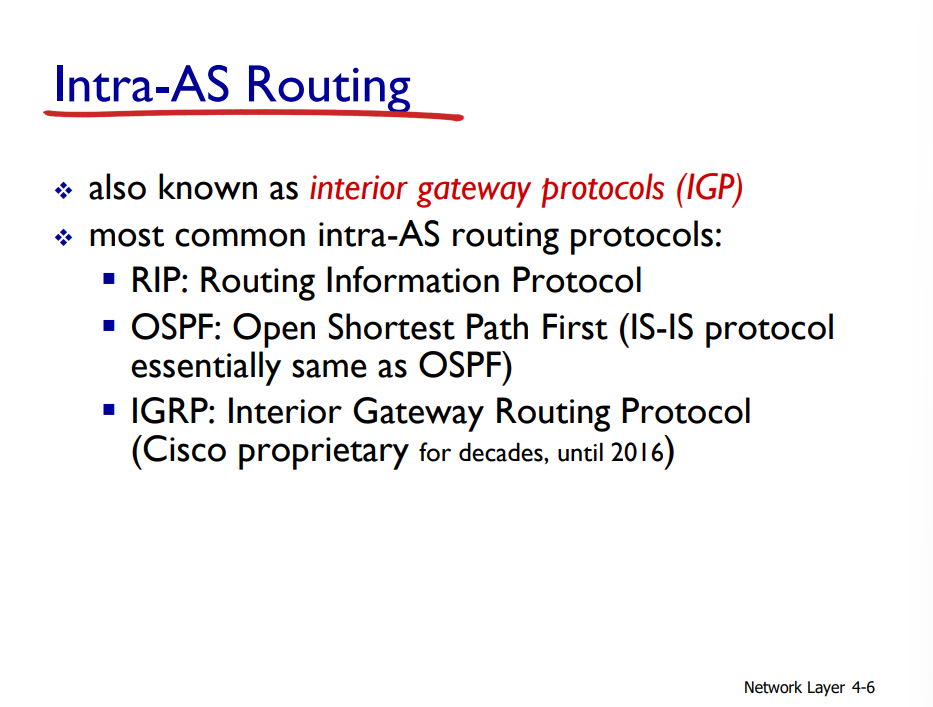 Intra-AS Routing
also known as interior gateway protocols (IGP)
most common intra-AS routing protocols:
RIP: Routing Information Protocol
OSPF: Open Shortest Path First (IS-IS protocol
essentially same as OSPF)
IGRP: Interior Gateway Routing Protocol
(Cisco proprietary for decades, until 2016)
Network Layer 4-6